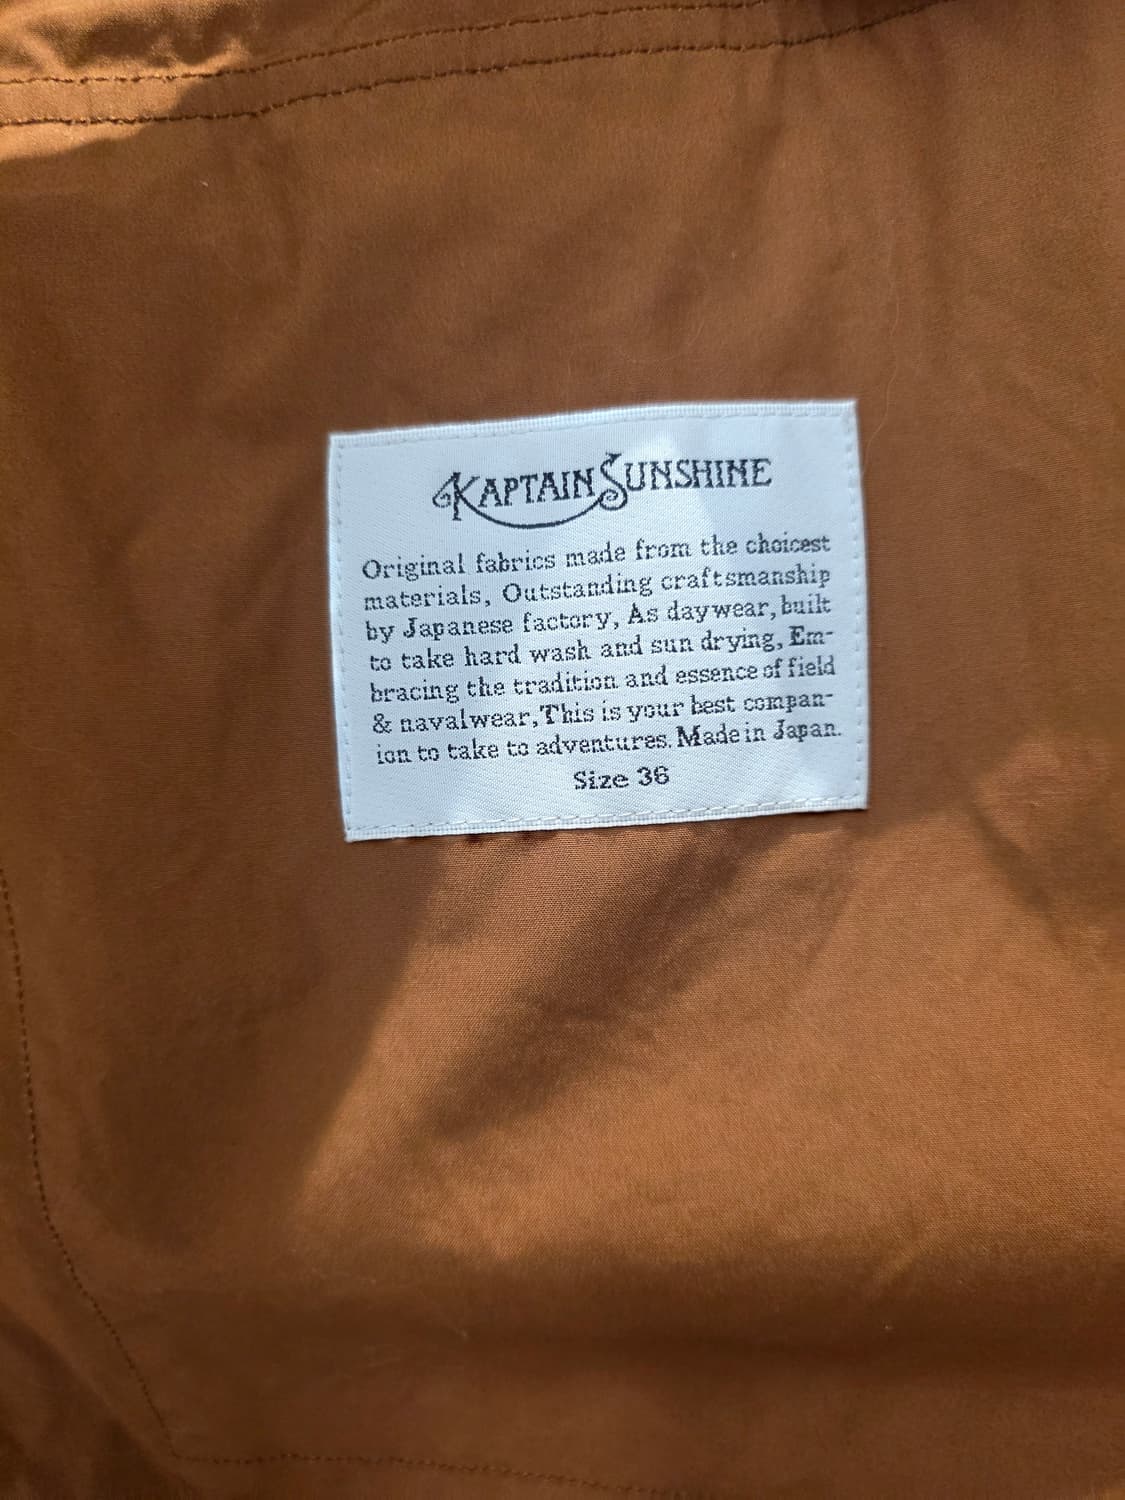 KAPTAIN SUNSHINE
Original fabrics made from the choicest
materials, Outstanding craftsmanship
by Japanese factory, As daywear, built
to take hard wash and sun drying, Em-
bracing the tradition and essence of field
& navalwear, This is your best compan-
ion to take to adventures. Made in Japan.
Size 36